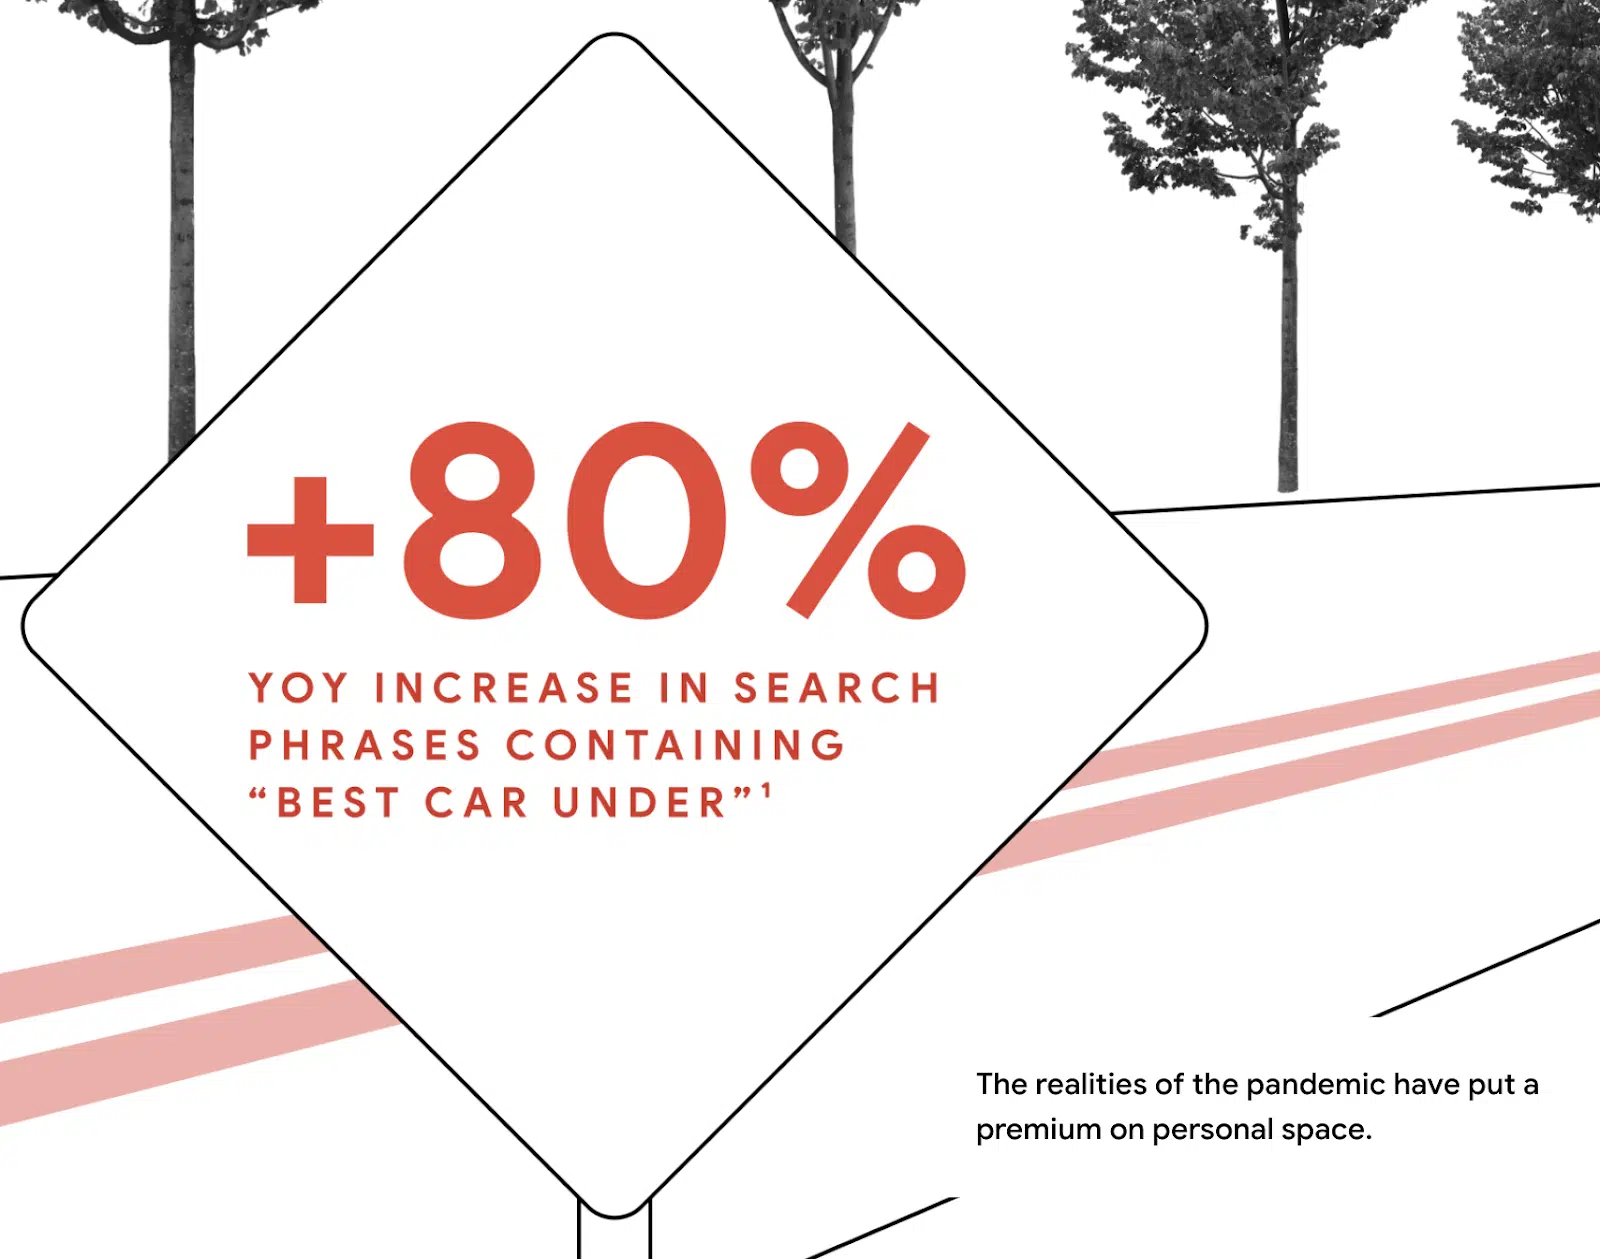 +80%
YOY INCREASE IN SEARCH
PHRASES CONTAINING
“BEST CAR UNDER”¹
The realities of the pandemic have put a
premium on personal space.